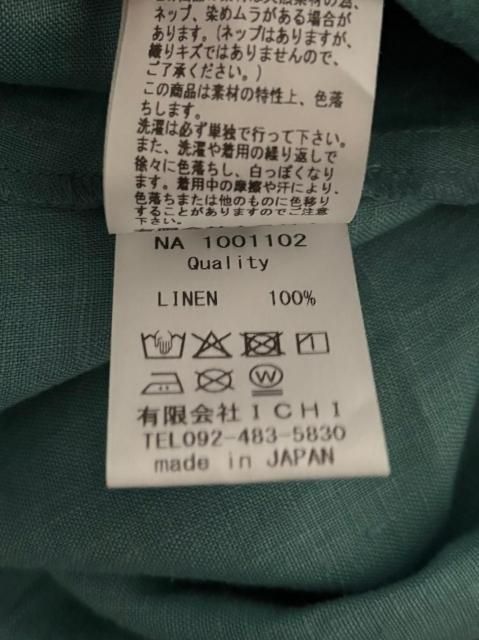 ネップ、染めムラがある場合が
あります。(ネップはありますが、
織りキズではありませんので、
ご了承ください。)
この商品は素材の特性上、色落
ちします。
洗濯は必ず単独で行って下さい。
また、洗濯や着用の繰り返しで
徐々に色落ちし、白っぽくなり
ます。着用中の摩擦や汗により、
色落ちまたは他のものに色移り
することがありますのでご注意
下さい。
NA 1001102
Quality
LINEN 100%
W
有限会社ICHI
TEL092-483-5830
made in JAPAN